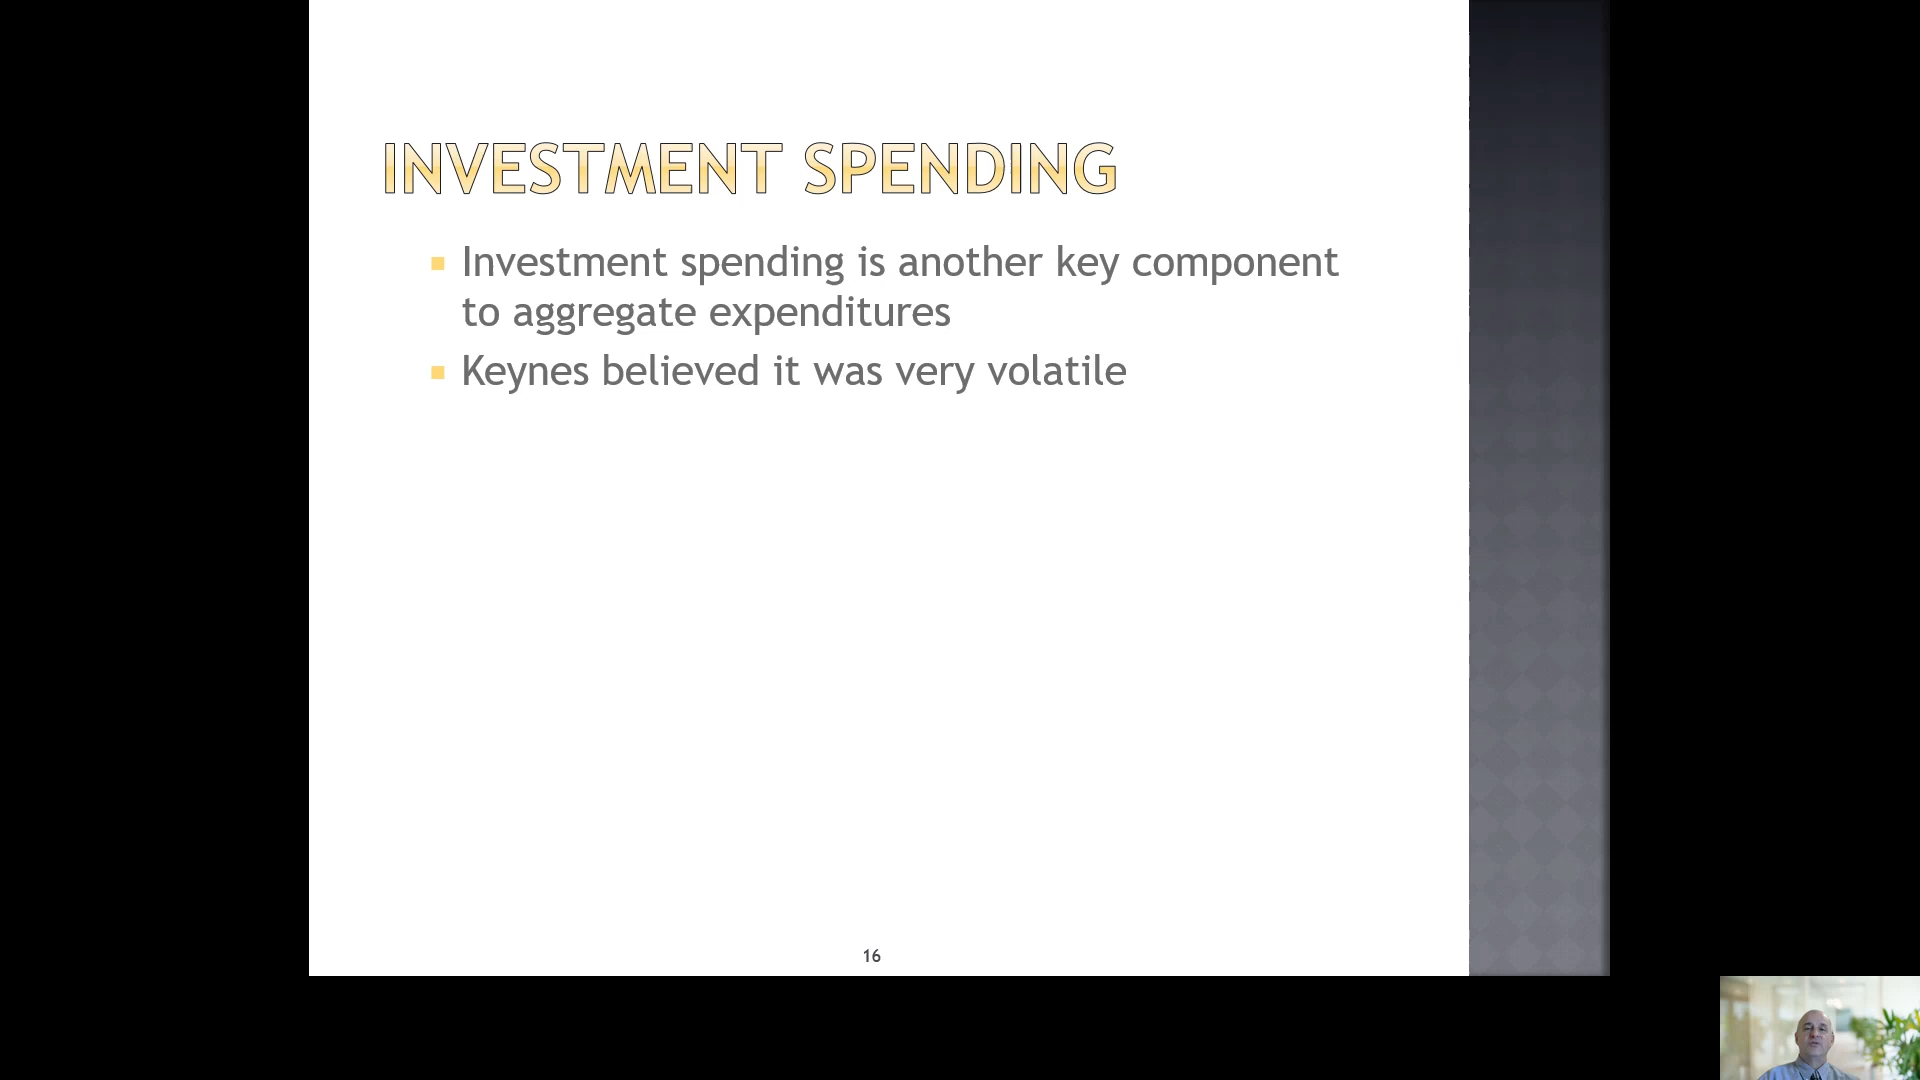 INVESTMENT SPENDING
Investment spending is another key component
to aggregate expenditures
Keynes believed it was very volatile
16